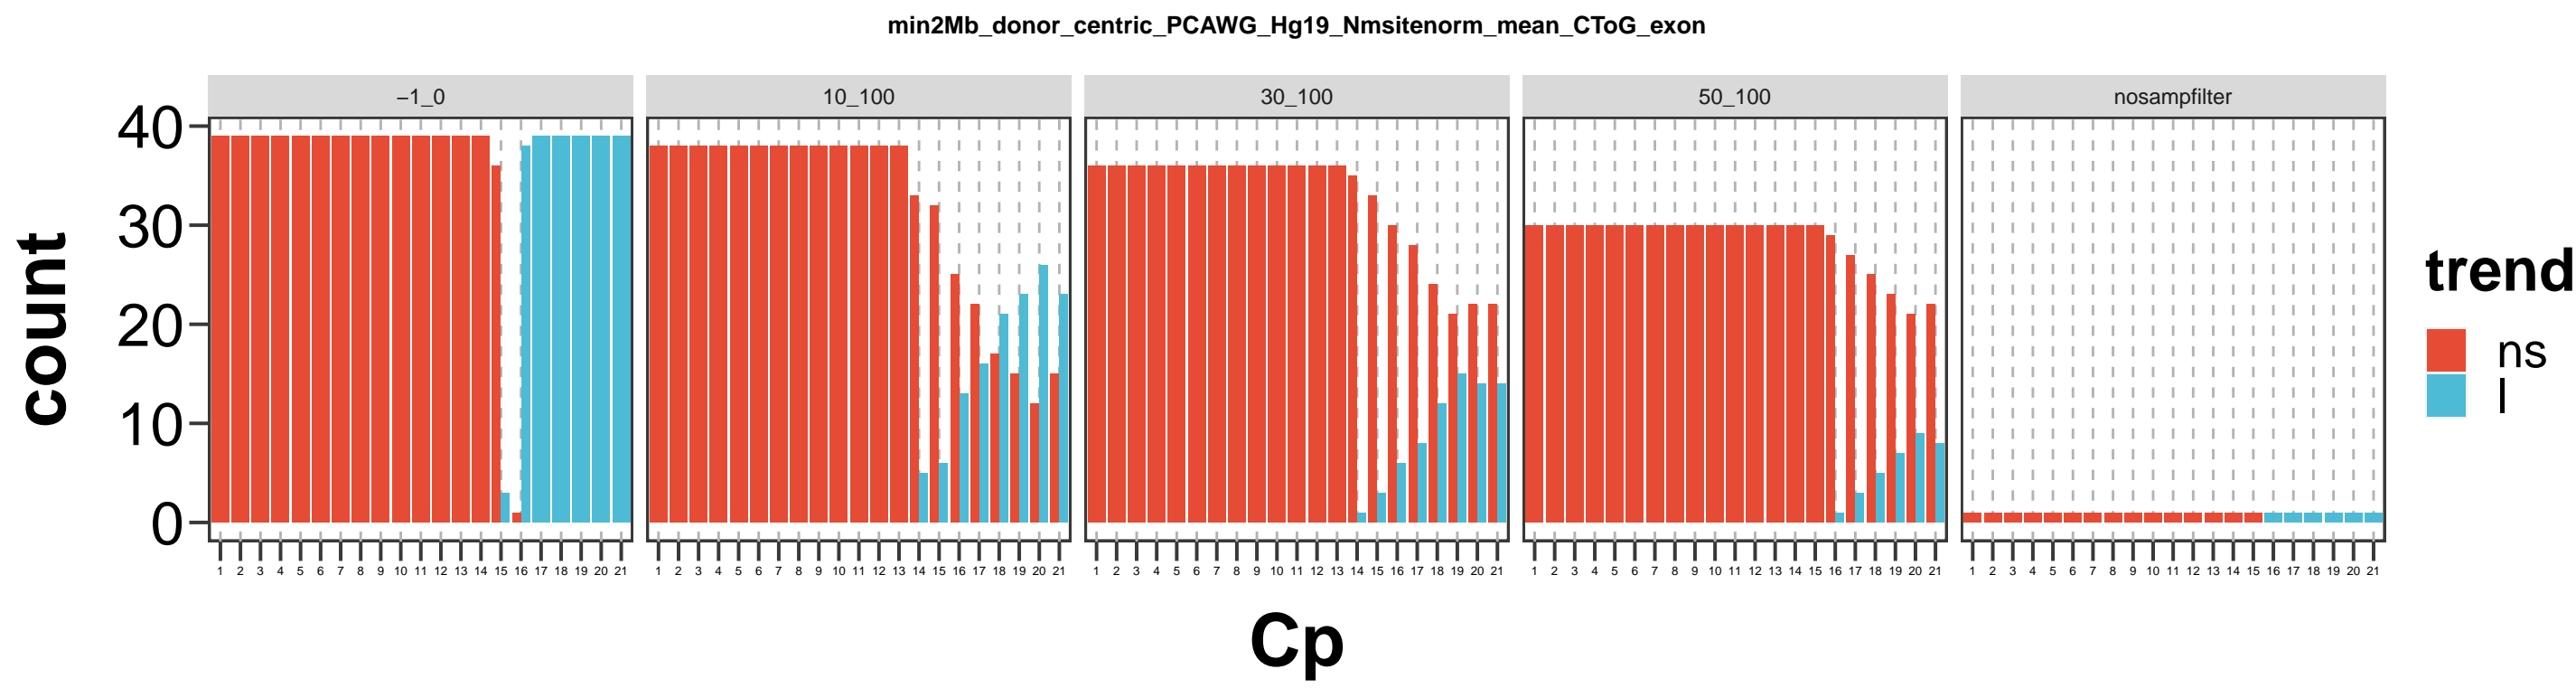 min2Mb_donor_centric_PCAWG_Hg19_Nmsitenorm_mean_CToG_exon
−1_0 10_100 30_100 50_100 nosampfilter
40
30
20
10
0
count
1 2 3 4 5 6 7 8 9 10 11 12 13 14 15 16 17 18 19 20 21
1 2 3 4 5 6 7 8 9 10 11 12 13 14 15 16 17 18 19 20 21
1 2 3 4 5 6 7 8 9 10 11 12 13 14 15 16 17 18 19 20 21
1 2 3 4 5 6 7 8 9 10 11 12 13 14 15 16 17 18 19 20 21
1 2 3 4 5 6 7 8 9 10 11 12 13 14 15 16 17 18 19 20 21
Cp
trend
ns
l